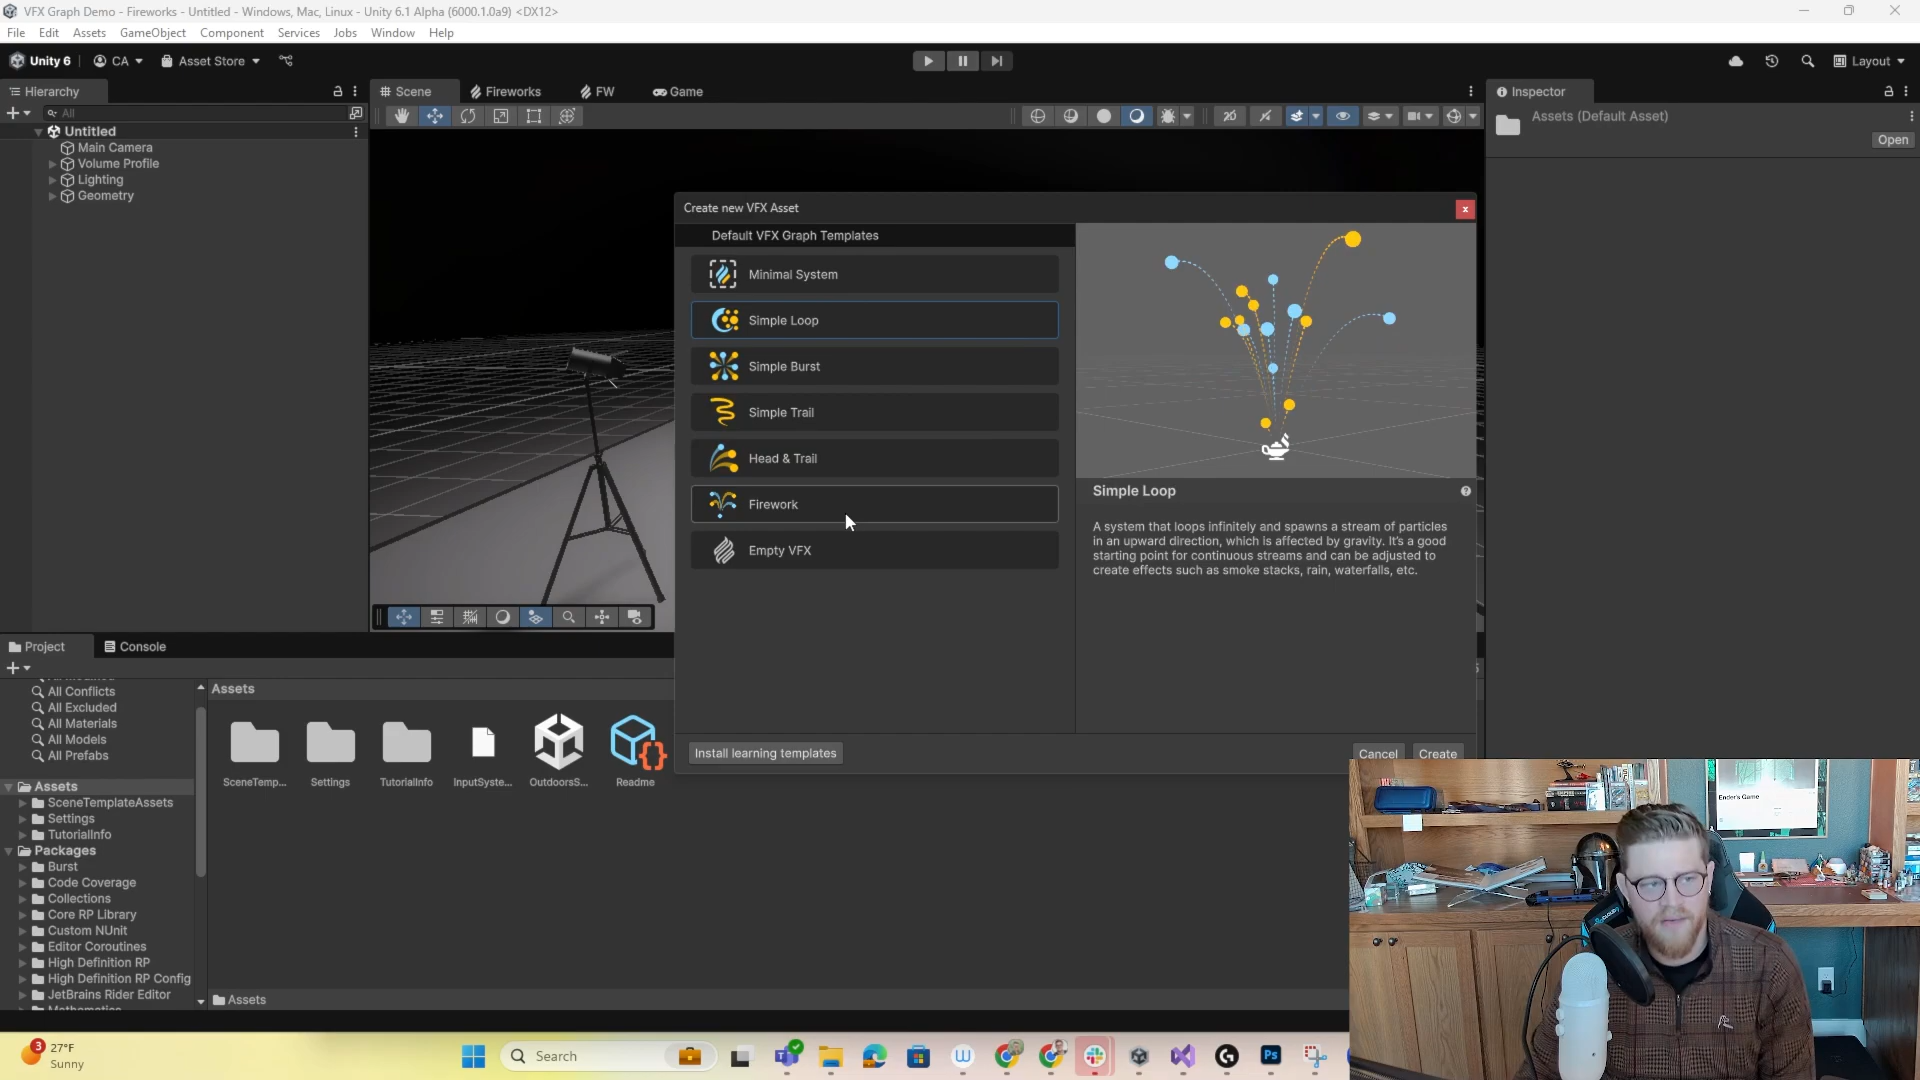 VFX Graph Demo - Fireworks - Untitled - Windows, Mac, Linux - Unity 6.1 Alpha (6000.1.0a9) <DX12>
File Edit Assets GameObject Component Services Jobs Window Help
Unity 6 CA Asset Store Layout
Hierarchy
Scene Fireworks FW Game
Inspector
All
Assets (Default Asset)
Open
Untitled
Main Camera
Volume Profile
Lighting
Geometry
Create new VFX Asset
Default VFX Graph Templates
Minimal System
Simple Loop
Simple Burst
Simple Trail
Head & Trail
Firework
Empty VFX
Simple Loop
A system that loops infinitely and spawns a stream of particles
in an upward direction, which is affected by gravity. It's a good
starting point for continuous streams and can be adjusted to
create effects such as smoke stacks, rain, waterfalls, etc.
Install learning templates
Cancel Create
Project Console
All Conflicts
All Excluded
All Materials
All Models
All Prefabs
Assets
SceneTemplateAssets
Settings
TutorialInfo
Packages
Burst
Code Coverage
Collections
Core RP Library
Custom NUnit
Editor Coroutines
High Definition RP
High Definition RP Config
JetBrains Rider Editor
Assets
SceneTemp... Settings TutorialInfo InputSyste... OutdoorsS... Readme
Assets
Ender's Game
3
27°F
Sunny
Search
Ps